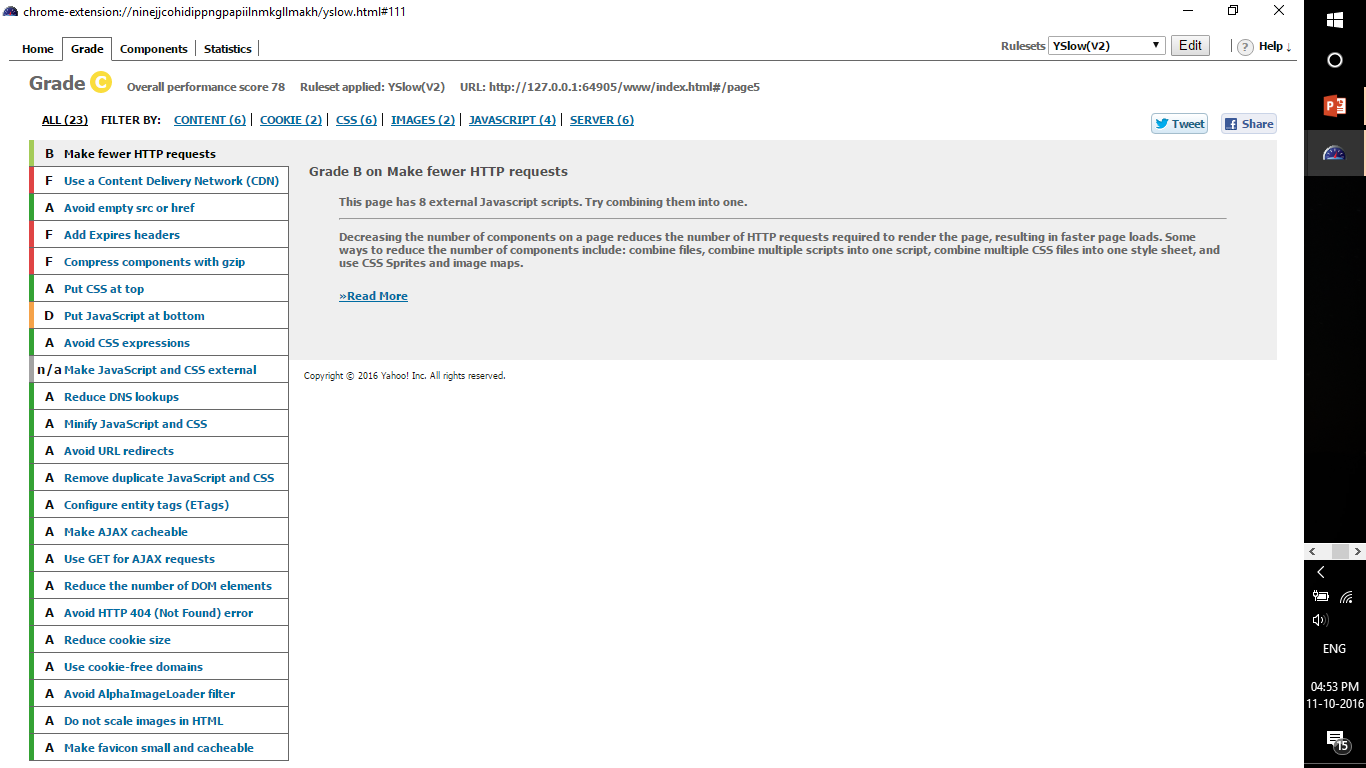 chrome-extension://ninejjcohidippngpapiilnmkgllmakh/yslow.html#111
Home Grade Components Statistics
Rulesets YSlow(V2) Edit ? Help ↓
Grade C Overall performance score 78 Ruleset applied: YSlow(V2) URL: http://127.0.0.1:64905/www/index.html#/page5
ALL (23) FILTER BY: CONTENT (6) COOKIE (2) CSS (6) IMAGES (2) JAVASCRIPT (4) SERVER (6)
Tweet Share
B Make fewer HTTP requests
F Use a Content Delivery Network (CDN)
A Avoid empty src or href
F Add Expires headers
F Compress components with gzip
A Put CSS at top
D Put JavaScript at bottom
A Avoid CSS expressions
n/a Make JavaScript and CSS external
A Reduce DNS lookups
A Minify JavaScript and CSS
A Avoid URL redirects
A Remove duplicate JavaScript and CSS
A Configure entity tags (ETags)
A Make AJAX cacheable
A Use GET for AJAX requests
A Reduce the number of DOM elements
A Avoid HTTP 404 (Not Found) error
A Reduce cookie size
A Use cookie-free domains
A Avoid AlphaImageLoader filter
A Do not scale images in HTML
A Make favicon small and cacheable
Grade B on Make fewer HTTP requests
This page has 8 external Javascript scripts. Try combining them into one.
Decreasing the number of components on a page reduces the number of HTTP requests required to render the page, resulting in faster page loads. Some
ways to reduce the number of components include: combine files, combine multiple scripts into one script, combine multiple CSS files into one style sheet, and
use CSS Sprites and image maps.
»Read More
Copyright © 2016 Yahoo! Inc. All rights reserved.
ENG
04:53 PM
11-10-2016
15